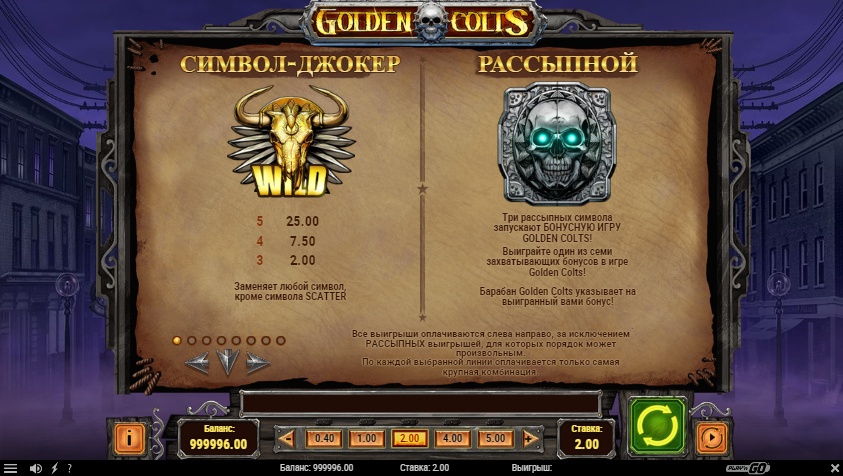 GOLDEN COLTS
СИМВОЛ-ДЖОКЕР
WILD
5 25.00
4 7.50
3 2.00
Заменяет любой символ,
кроме символа SCATTER
РАССЫПНОЙ
Три рассыпных символа
запускают БОНУСНУЮ ИГРУ
GOLDEN COLTS!
Выиграйте один из семи
захватывающих бонусов в игре
Golden Colts!
Барабан Golden Colts указывает на
выигранный вами бонус!
Все выигрыши оплачиваются слева направо, за исключением
РАССЫПНЫХ выигрышей, для которых порядок может
быть произвольным.
По каждой выбранной линии оплачивается только самая
крупная комбинация.
Баланс:
999996.00
0.40 1.00 2.00 4.00 5.00
Ставка:
2.00
Баланс: 999996.00 Ставка: 2.00 Выигрыш:
PLAY'N GO